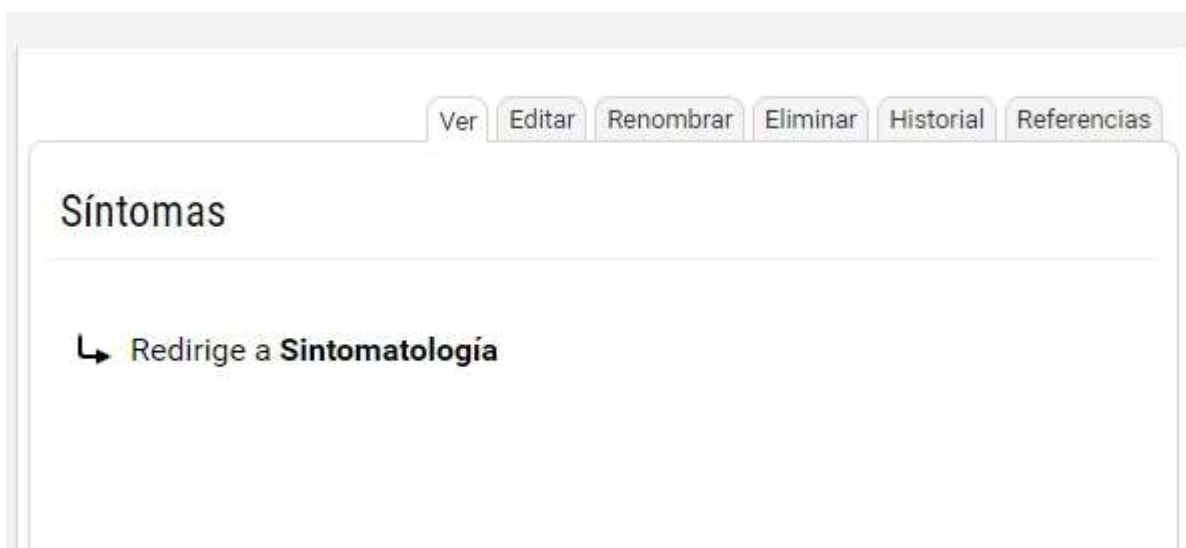 Ver Editar Renombrar Eliminar Historial Referencias
Síntomas
Redirige a Sintomatología